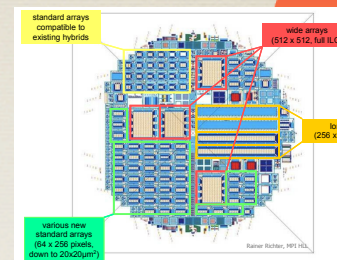 standard arrays
compatible to
existing hybrids
wide arrays
(512 x 512, full ILC
lo
(256 x
various new
standard arrays
(64 x 256 pixels,
down to 20x20µm²)
Rainer Richter, MPI HLL